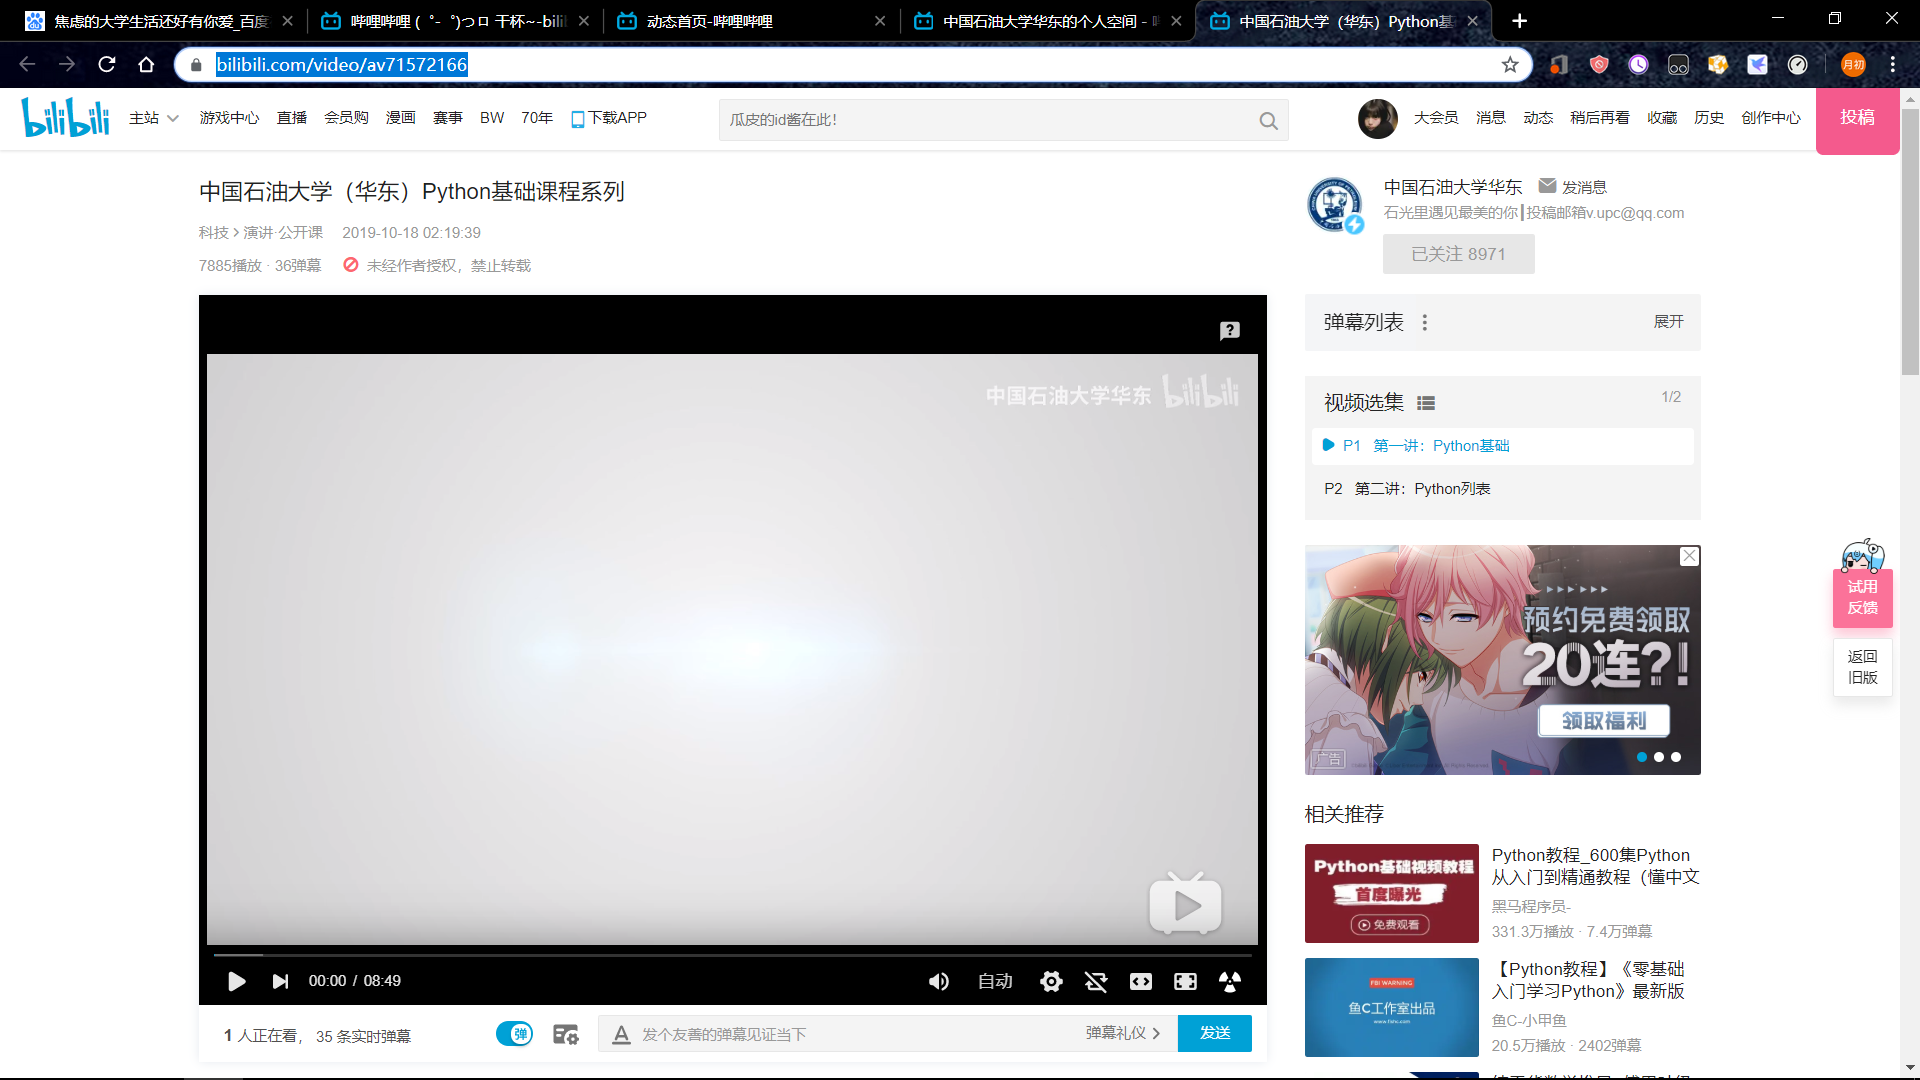 焦虑的大学生活还好有你爱_百度
哔哩哔哩 ( ゜- ゜)つロ 干杯~-bili
动态首页-哔哩哔哩
中国石油大学华东的个人空间 -
中国石油大学（华东）Python基
bilibili.com/video/av71572166
月初
bilibili 主站 游戏中心 直播 会员购 漫画 赛事 BW 70年 下载APP
瓜皮的id酱在此!
大会员 消息 动态 稍后再看 收藏 历史 创作中心 投稿
中国石油大学（华东）Python基础课程系列
科技 > 演讲·公开课 2019-10-18 02:19:39
7885播放 · 36弹幕 未经作者授权，禁止转载
中国石油大学华东 发消息
石光里遇见最美的你┃投稿邮箱v.upc@qq.com
已关注 8971
中国石油大学华东 bilibili
00:00 / 08:49
自动
1 人正在看， 35 条实时弹幕
弹
发个友善的弹幕见证当下
弹幕礼仪 >
发送
弹幕列表
展开
视频选集
1/2
P1 第一讲：Python基础
P2 第二讲：Python列表
预约免费领取
20连?!
领取福利
广告
试用
反馈
返回
旧版
相关推荐
Python基础视频教程
首度曝光
免费观看
Python教程_600集Python
从入门到精通教程（懂中文
黑马程序员-
331.3万播放 · 7.4万弹幕
FBI WARNING
鱼C工作室出品
www.fishc.com
【Python教程】《零基础
入门学习Python》最新版
鱼C-小甲鱼
20.5万播放 · 2402弹幕